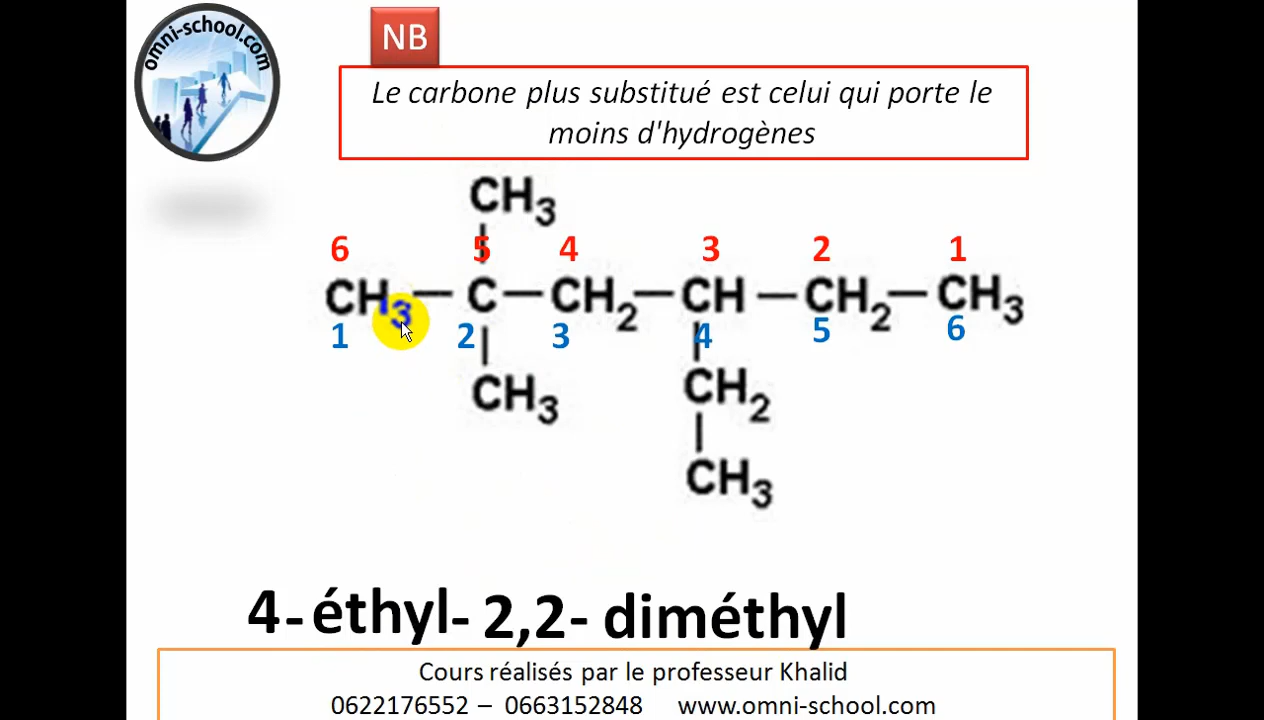 omni-school.com
NB
Le carbone plus substitué est celui qui porte le
moins d'hydrogènes
CH3
6 5 4 3 2 1
CH3 — C — CH2 — CH — CH2 — CH3
1 2 3 4 5 6
CH3 CH2
CH3
4-éthyl- 2,2- diméthyl
Cours réalisés par le professeur Khalid
0622176552 – 0663152848 www.omni-school.com